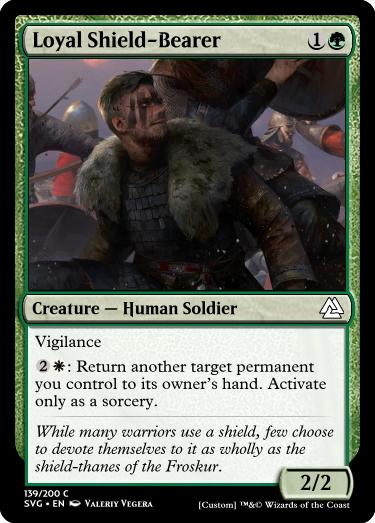 Loyal Shield-Bearer 1
Creature — Human Soldier
Vigilance
2 : Return another target permanent
you control to its owner's hand. Activate
only as a sorcery.
While many warriors use a shield, few choose
to devote themselves to it as wholly as the
shield-thanes of the Froskur.
2/2
139/200 C
SVG • EN Valeriy Vegera [Custom] ™&© Wizards of the Coast